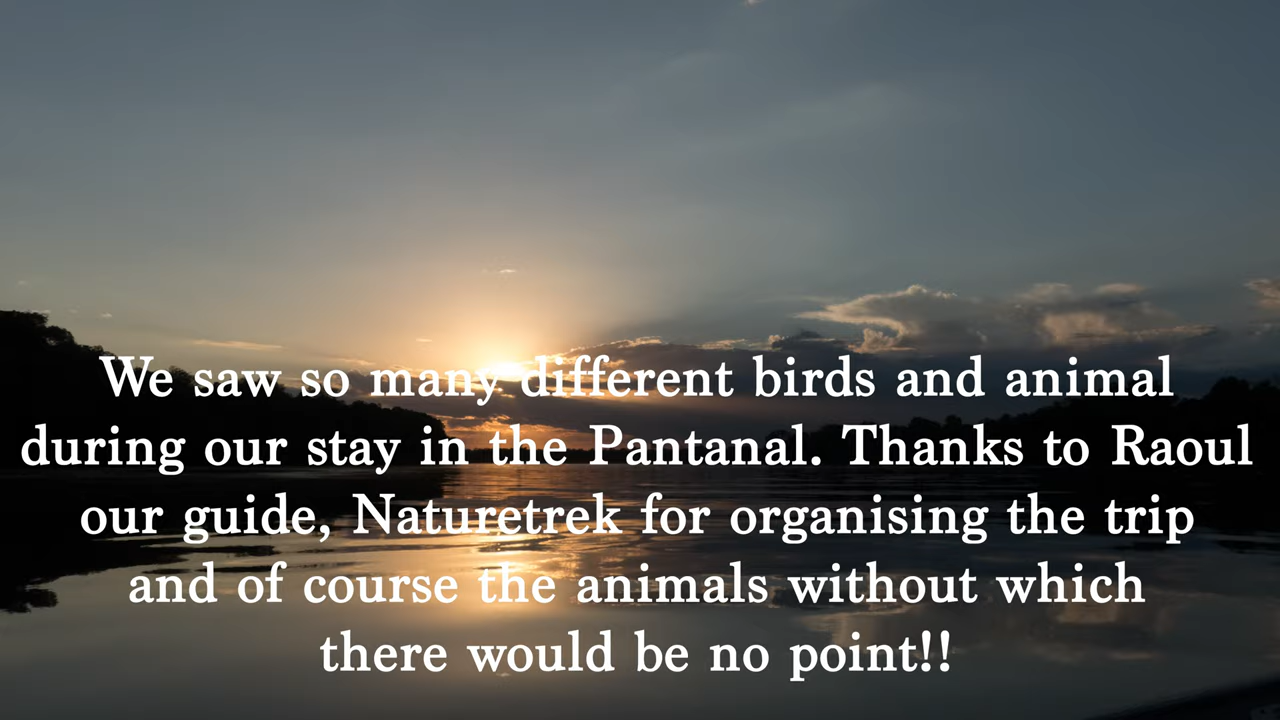 We saw so many different birds and animal
during our stay in the Pantanal. Thanks to Raoul
our guide, Naturetrek for organising the trip
and of course the animals without which
there would be no point!!